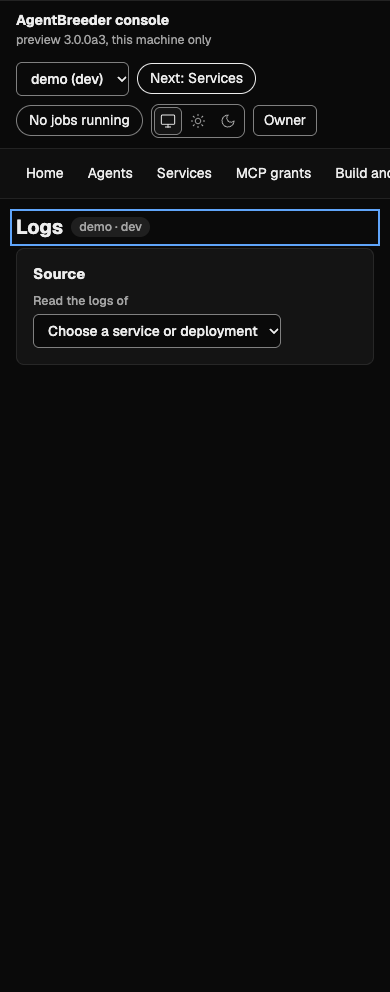 AgentBreeder console
preview 3.0.0a3, this machine only
demo (dev) Next: Services
No jobs running Owner
Home Agents Services MCP grants Build and
Logs demo · dev
Source
Read the logs of
Choose a service or deployment